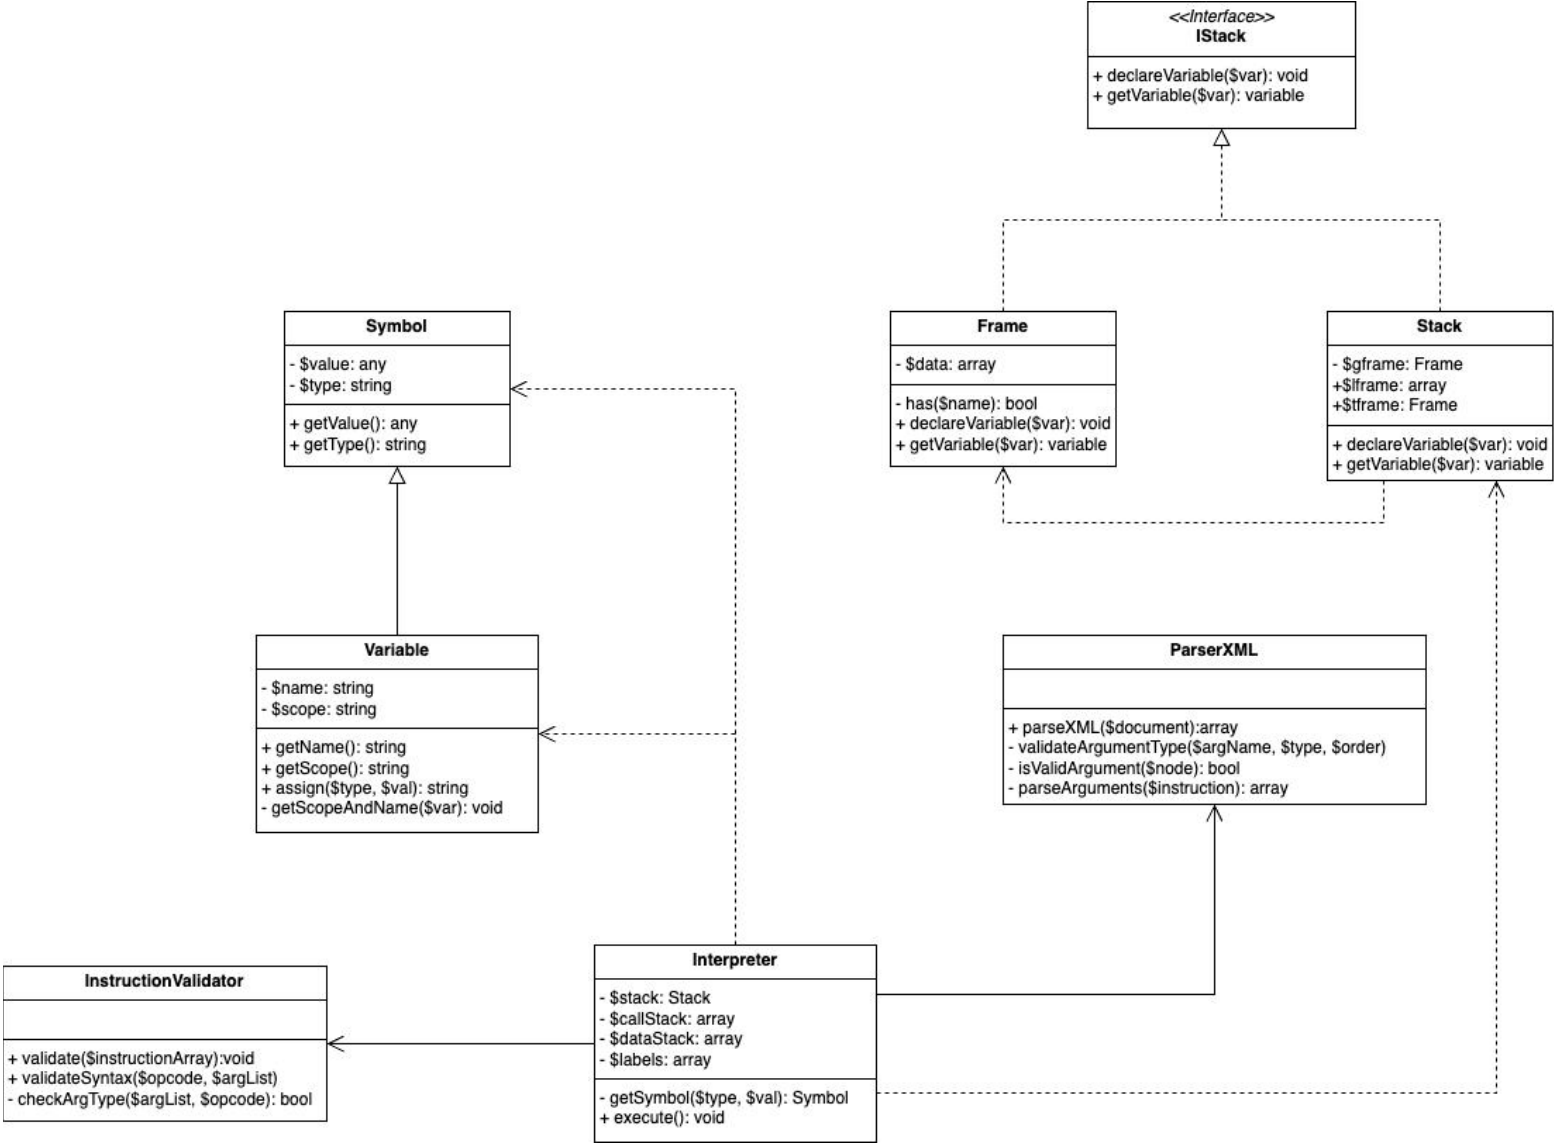 <<Interface>>
IStack
+ declareVariable($var): void
+ getVariable($var): variable
Symbol
- $value: any
- $type: string
+ getValue(): any
+ getType(): string
Frame
- $data: array
- has($name): bool
+ declareVariable($var): void
+ getVariable($var): variable
Stack
- $gframe: Frame
+$lframe: array
+$tframe: Frame
+ declareVariable($var): void
+ getVariable($var): variable
Variable
- $name: string
- $scope: string
+ getName(): string
+ getScope(): string
+ assign($type, $val): string
- getScopeAndName($var): void
ParserXML
+ parseXML($document):array
- validateArgumentType($argName, $type, $order)
- isValidArgument($node): bool
- parseArguments($instruction): array
InstructionValidator
+ validate($instructionArray):void
+ validateSyntax($opcode, $argList)
- checkArgType($argList, $opcode): bool
Interpreter
- $stack: Stack
- $callStack: array
- $dataStack: array
- $labels: array
- getSymbol($type, $val): Symbol
+ execute(): void